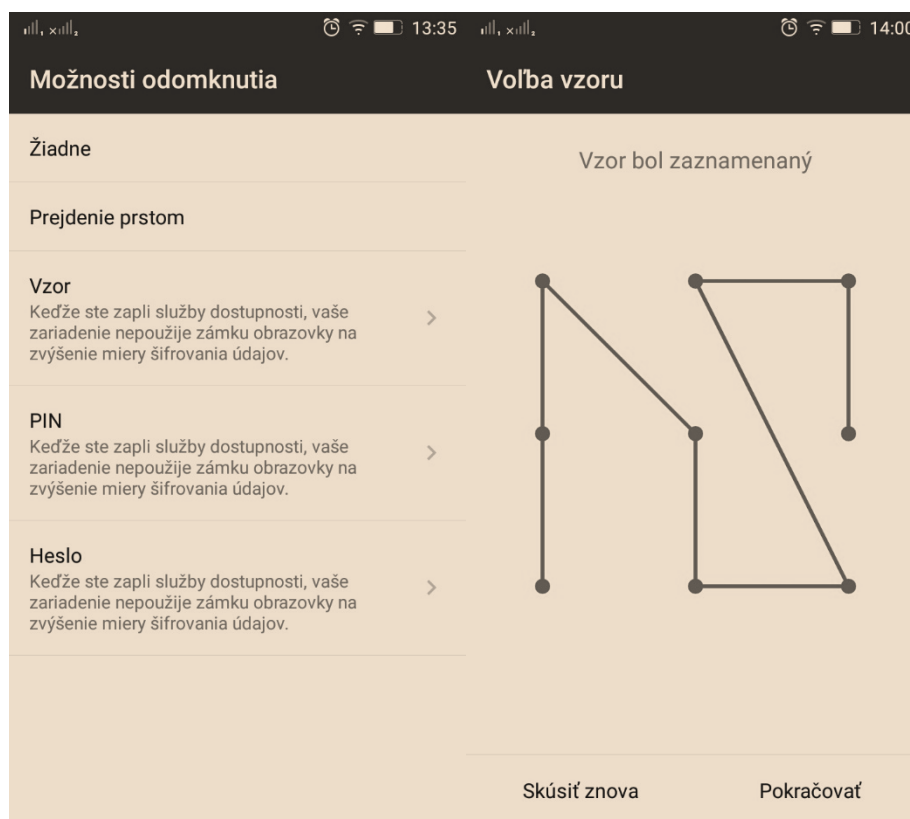 13:35
Možnosti odomknutia
Žiadne
Prejdenie prstom
Vzor
Keďže ste zapli služby dostupnosti, vaše
zariadenie nepoužije zámku obrazovky na
zvýšenie miery šifrovania údajov.
PIN
Keďže ste zapli služby dostupnosti, vaše
zariadenie nepoužije zámku obrazovky na
zvýšenie miery šifrovania údajov.
Heslo
Keďže ste zapli služby dostupnosti, vaše
zariadenie nepoužije zámku obrazovky na
zvýšenie miery šifrovania údajov.
14:00
Voľba vzoru
Vzor bol zaznamenaný
Skúsiť znova
Pokračovať